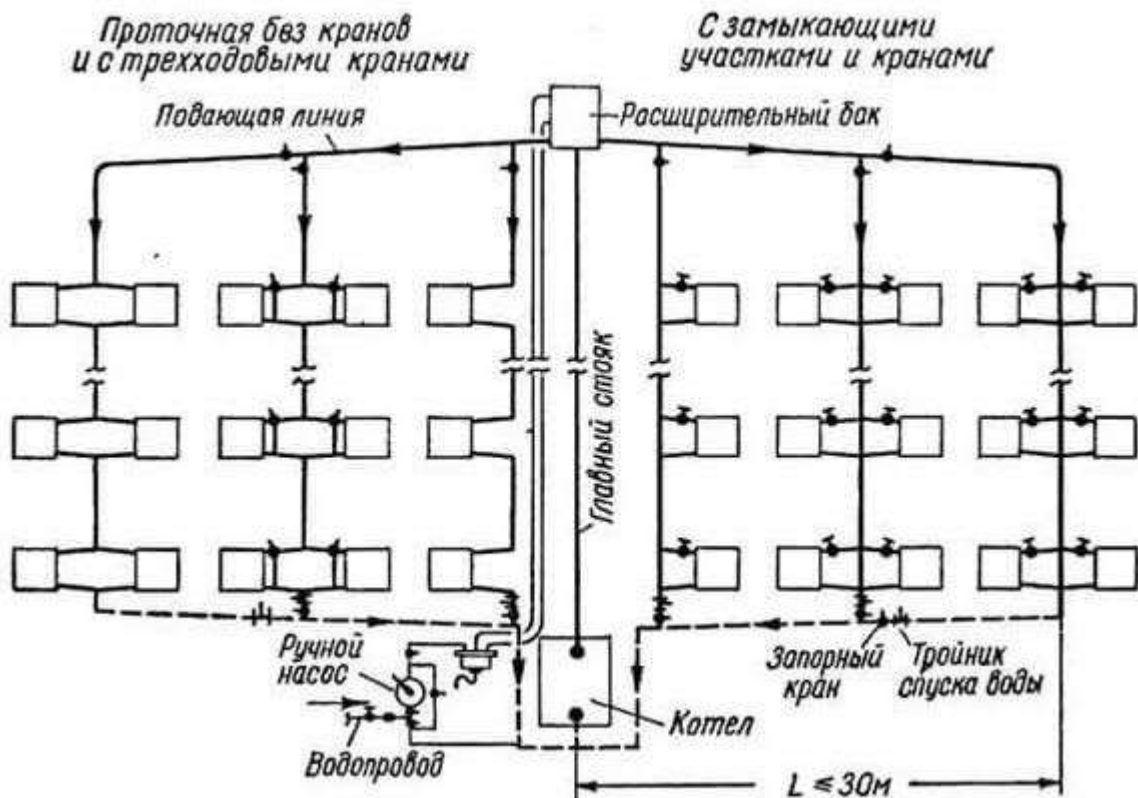 Проточная без кранов
и с трехходовыми кранами
С замыкающими
участками и кранами
Подающая линия
Расширительный бак
Главный стояк
Ручной
насос
Водопровод
Котел
Запорный
кран
Тройник
спуска воды
L ≤ 30м